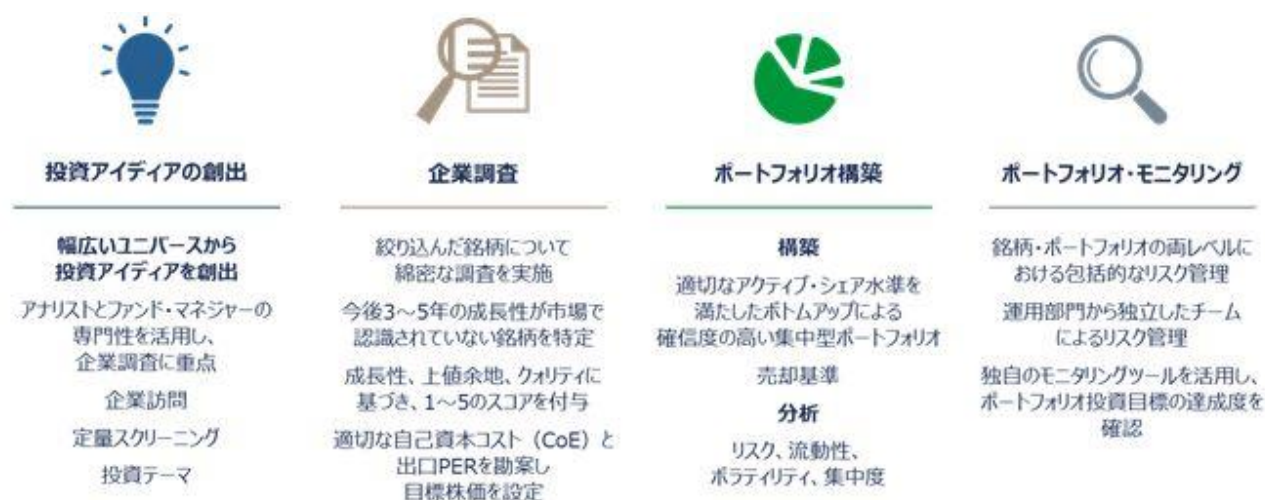 投資アイディアの創出
幅広いユニバースから
投資アイディアを創出
アナリストとファンド・マネジャーの
専門性を活用し、
企業調査に重点
企業訪問
定量スクリーニング
投資テーマ
企業調査
絞り込んだ銘柄について
綿密な調査を実施
今後3～5年の成長性が市場で
認識されていない銘柄を特定
成長性、上値余地、クオリティに
基づき、1～5のスコアを付与
適切な自己資本コスト（CoE）と
出口PERを勘案し
目標株価を設定
ポートフォリオ構築
構築
適切なアクティブ・シェア水準を
満たしたボトムアップによる
確信度の高い集中型ポートフォリオ
売却基準
分析
リスク、流動性、
ボラティリティ、集中度
ポートフォリオ・モニタリング
銘柄・ポートフォリオの両レベルに
おける包括的なリスク管理
運用部門から独立したチーム
によるリスク管理
独自のモニタリングツールを活用し、
ポートフォリオ投資目標の達成度を
確認